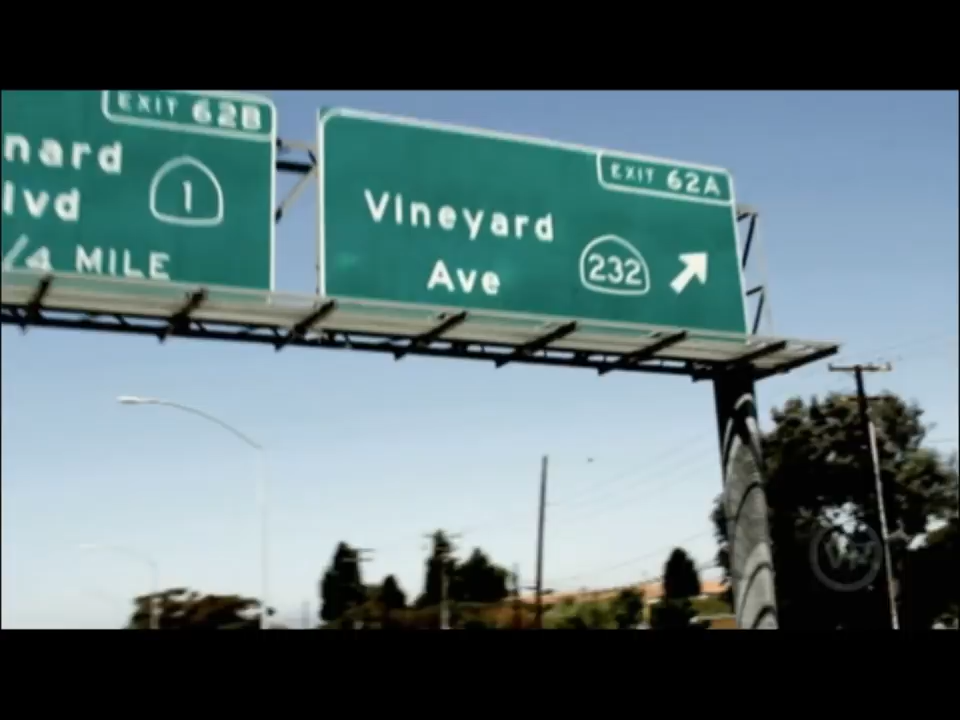 EXIT 62B
nard
lvd
1
/4 MILE
EXIT 62A
Vineyard
Ave
232